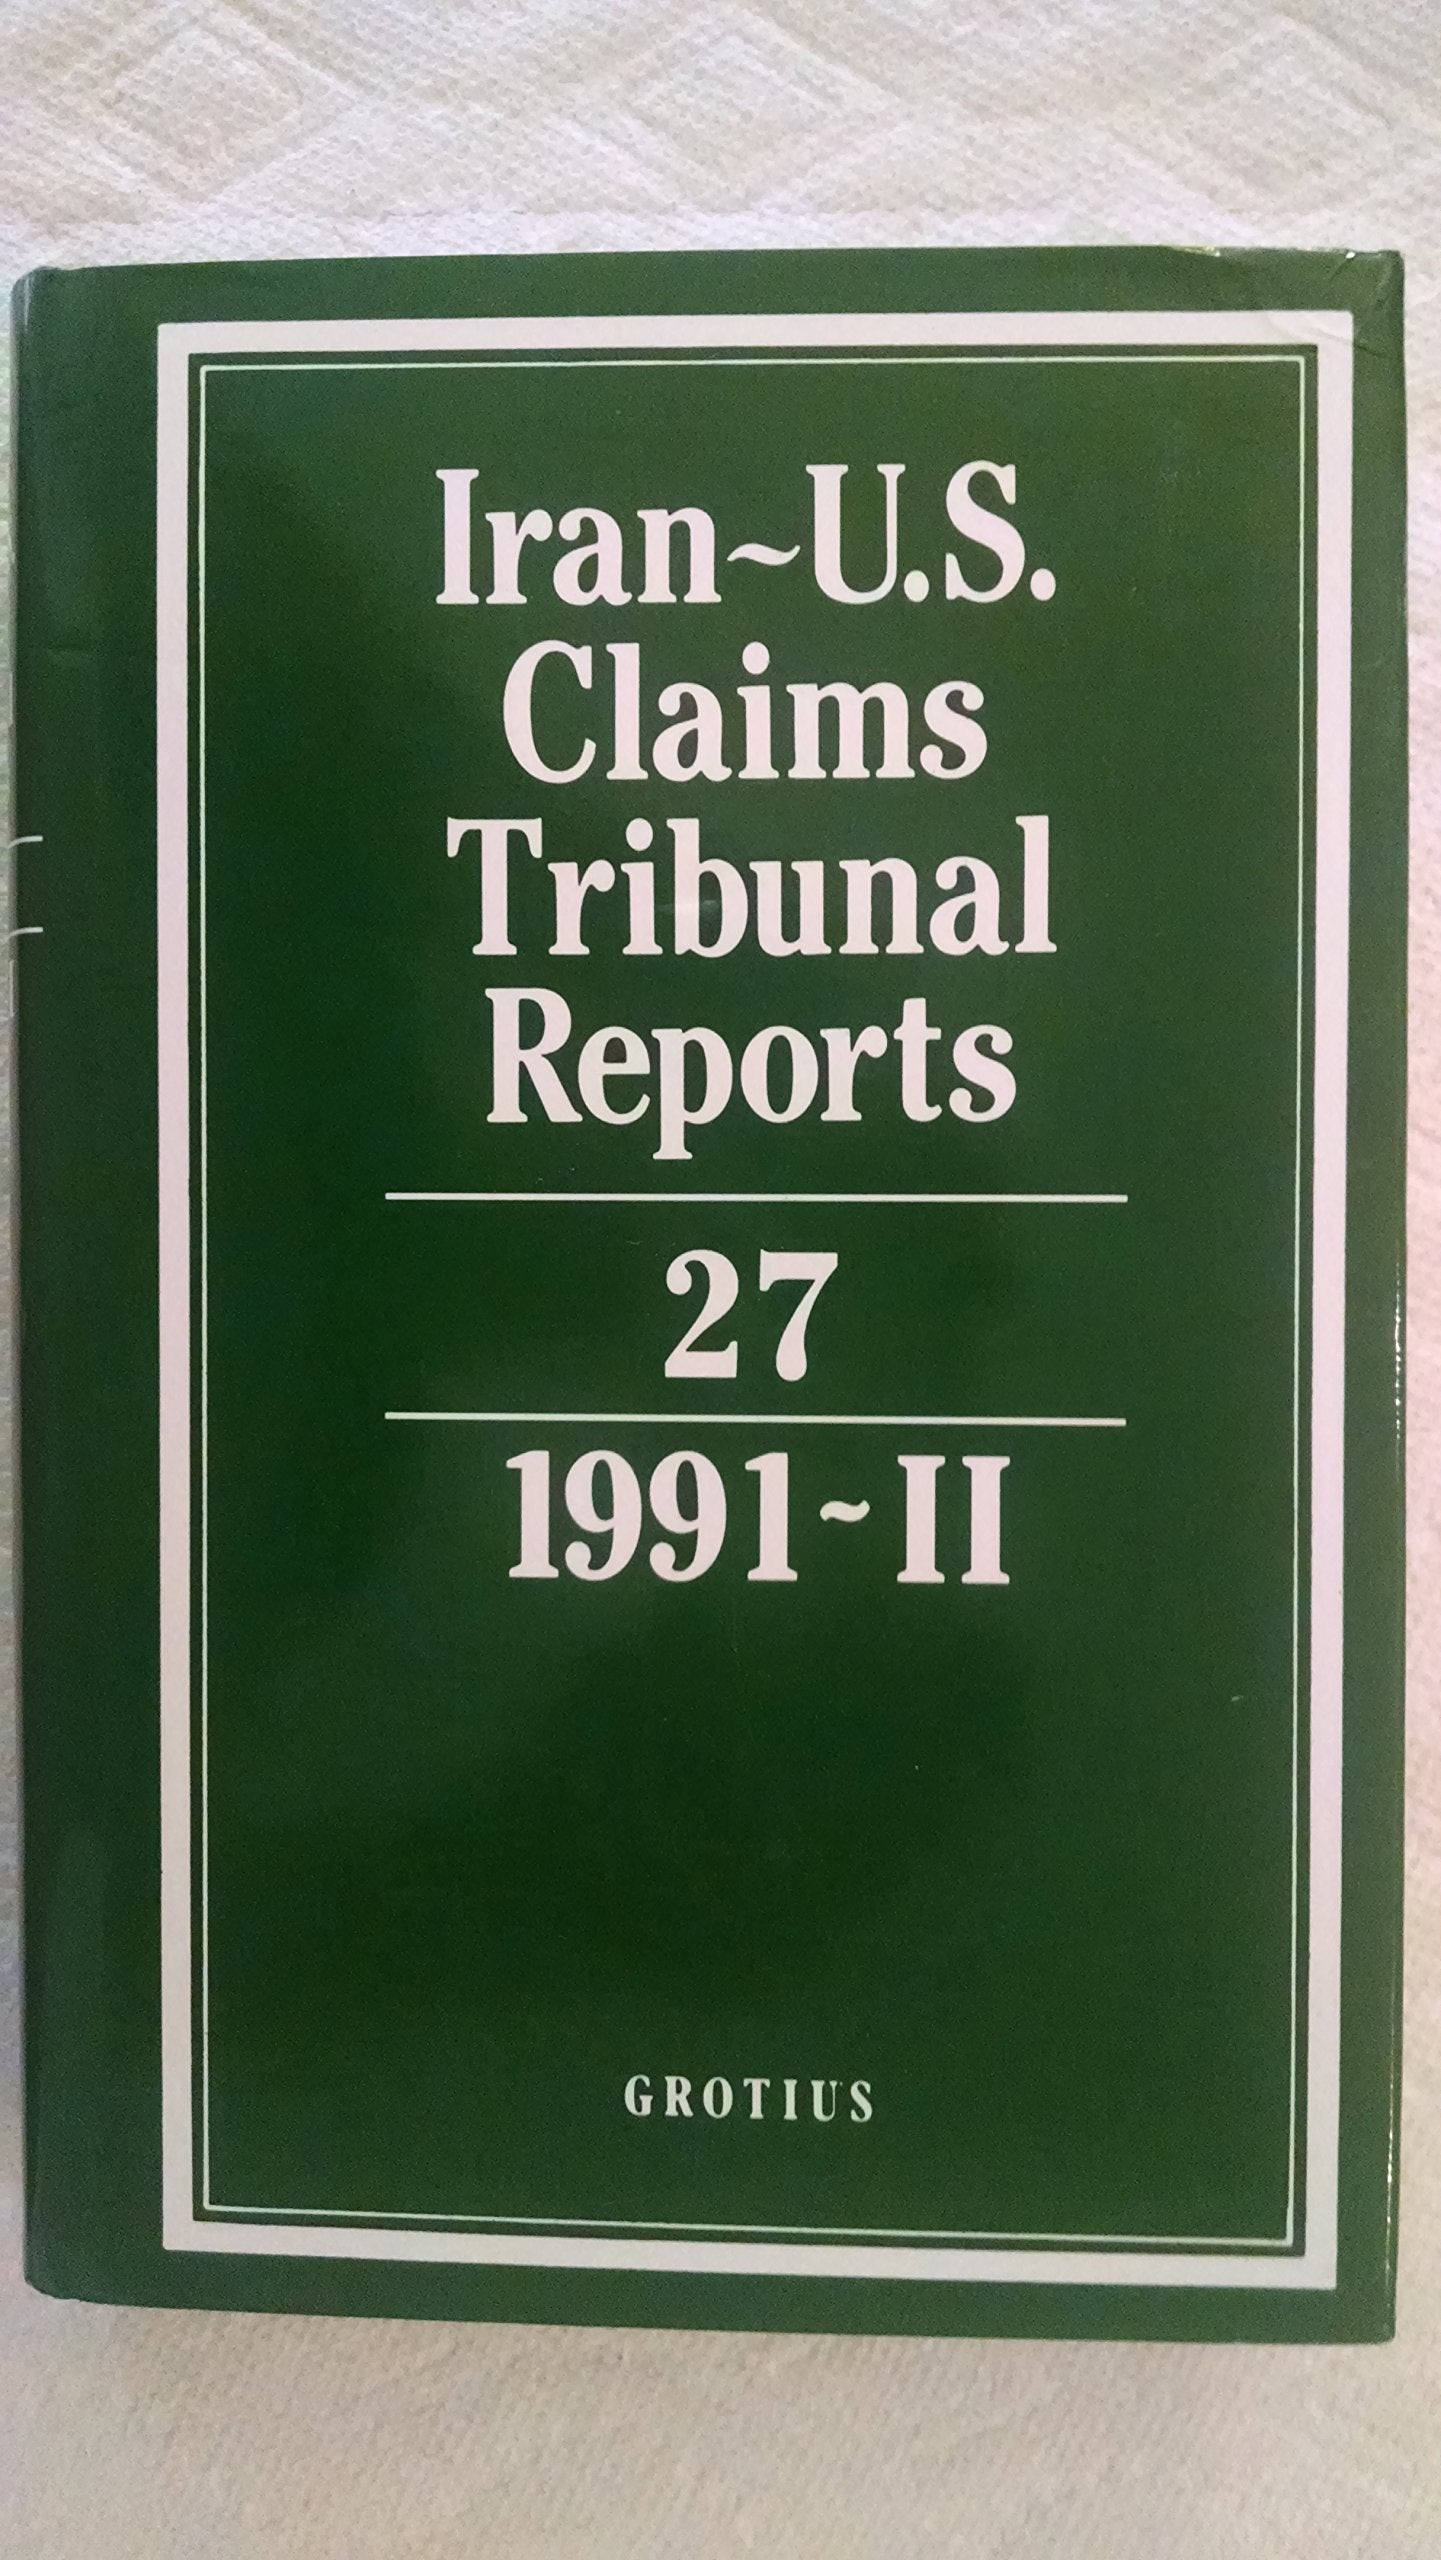 Iran~U.S.
Claims
Tribunal
Reports
27
1991~II
GROTIUS